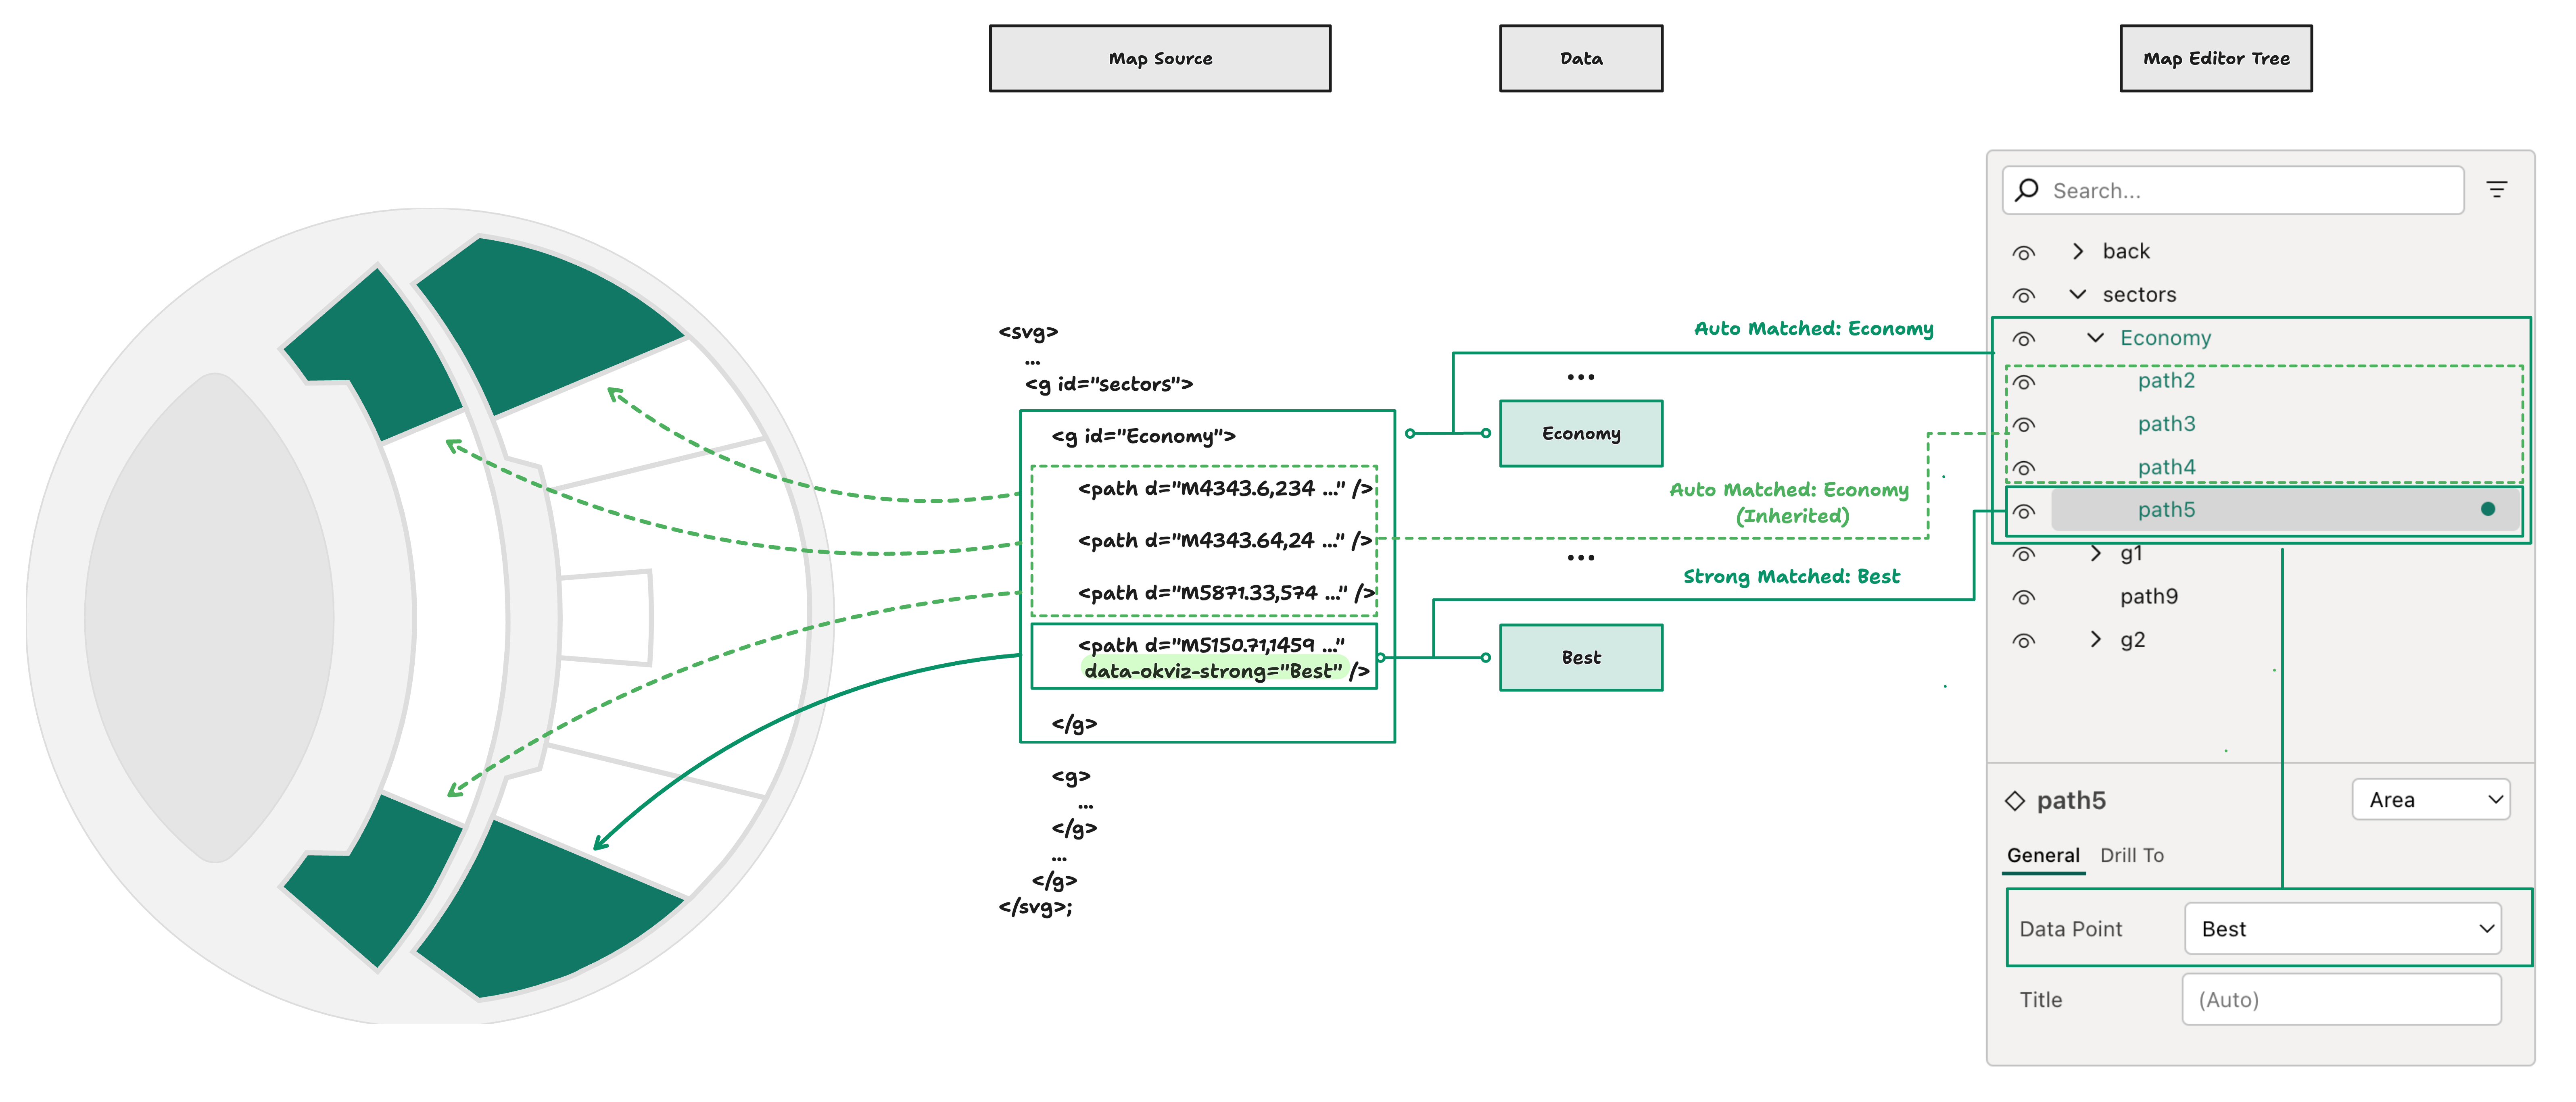 Map Source
Data
Map Editor Tree
<svg>
...
<g id="sectors">
<g id="Economy">
<path d="M4343.6,234 ..." />
<path d="M4343.64,24 ..." />
<path d="M5871.33,574 ..." />
<path d="M5150.71,1459 ..."
data-okviz-strong="Best" />
</g>
<g>
...
</g>
...
</g>
</svg>;
...
Economy
...
Best
Auto Matched: Economy
Auto Matched: Economy
(Inherited)
Strong Matched: Best
Search...
back
sectors
Economy
path2
path3
path4
path5
g1
path9
g2
path5
Area
General Drill To
Data Point Best
Title (Auto)